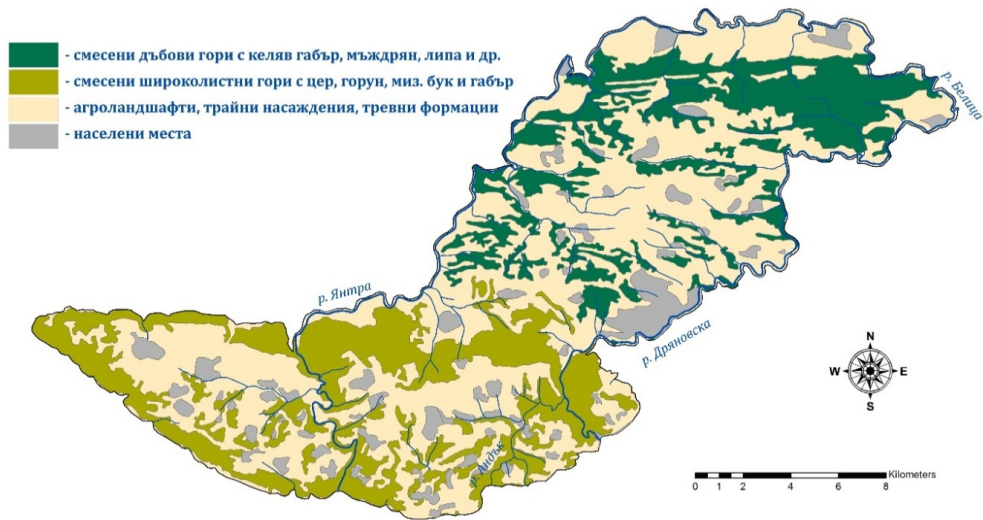 - смесени дъбови гори с келяв габър, мъждрян, липа и др.
- смесени широколистни гори с цер, горун, миз. бук и габър
- агроландшафти, трайни насаждения, тревни формации
- населени места
р. Белица
р. Янтра
р. Дряновска
р. Андък
N
W
E
S
Kilometers
0 1 2 4 6 8